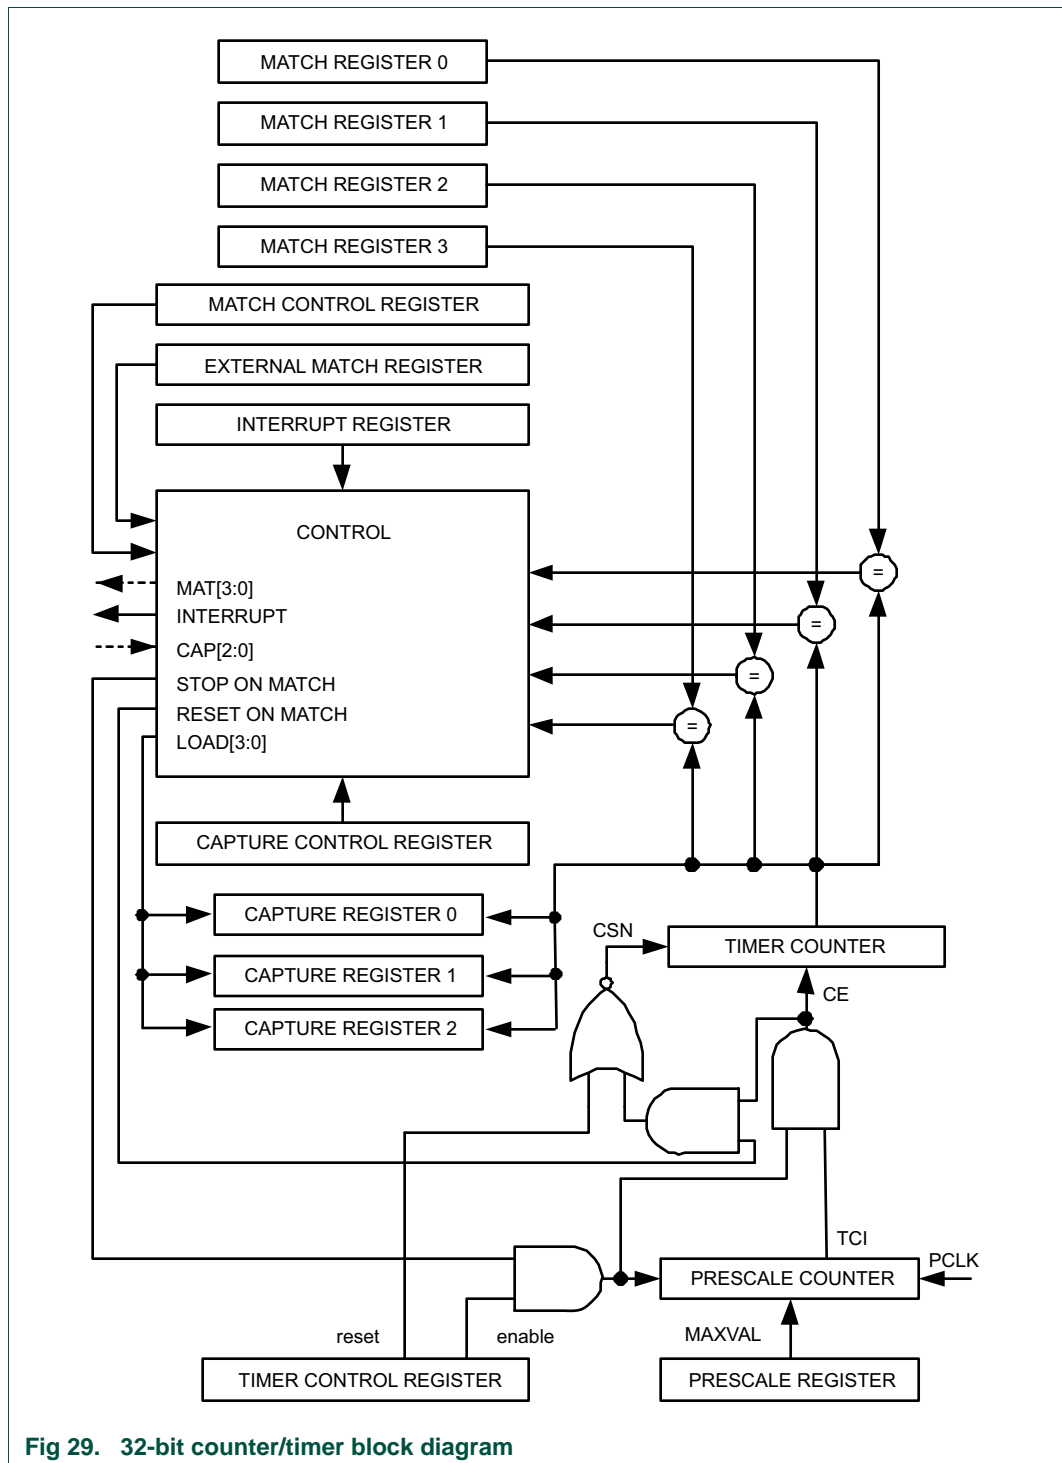 MATCH REGISTER 0
MATCH REGISTER 1
MATCH REGISTER 2
MATCH REGISTER 3
MATCH CONTROL REGISTER
EXTERNAL MATCH REGISTER
INTERRUPT REGISTER
CONTROL
MAT[3:0]
INTERRUPT
CAP[2:0]
STOP ON MATCH
RESET ON MATCH
LOAD[3:0]
=
=
=
=
CAPTURE CONTROL REGISTER
CAPTURE REGISTER 0
CAPTURE REGISTER 1
CAPTURE REGISTER 2
CSN
TIMER COUNTER
CE
TCI
PCLK
PRESCALE COUNTER
reset
enable
MAXVAL
TIMER CONTROL REGISTER
PRESCALE REGISTER
Fig 29. 32-bit counter/timer block diagram